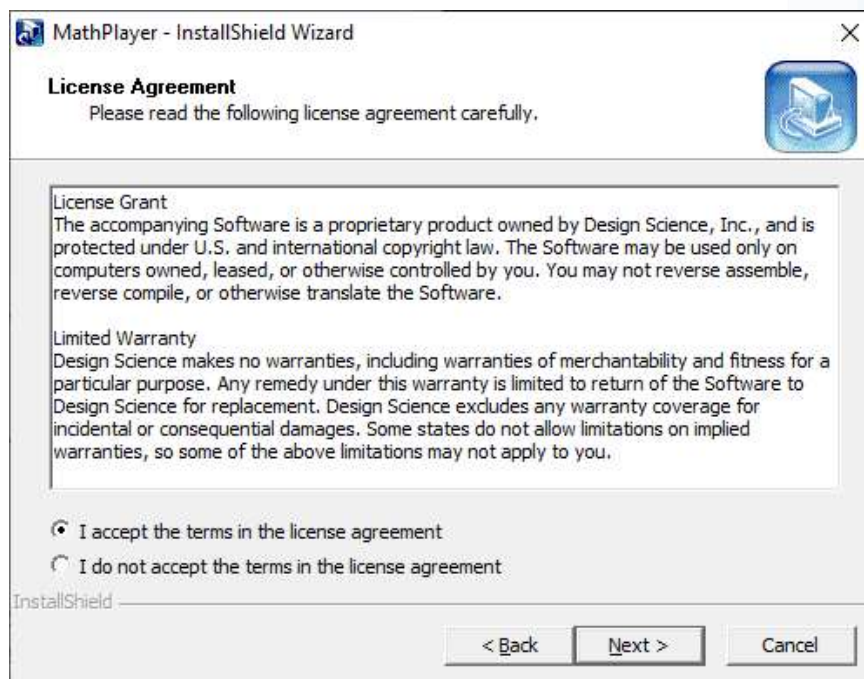 MathPlayer - InstallShield Wizard
License Agreement
Please read the following license agreement carefully.
License Grant
The accompanying Software is a proprietary product owned by Design Science, Inc., and is
protected under U.S. and international copyright law. The Software may be used only on
computers owned, leased, or otherwise controlled by you. You may not reverse assemble,
reverse compile, or otherwise translate the Software.
Limited Warranty
Design Science makes no warranties, including warranties of merchantability and fitness for a
particular purpose. Any remedy under this warranty is limited to return of the Software to
Design Science for replacement. Design Science excludes any warranty coverage for
incidental or consequential damages. Some states do not allow limitations on implied
warranties, so some of the above limitations may not apply to you.
I accept the terms in the license agreement
I do not accept the terms in the license agreement
InstallShield
< Back Next > Cancel